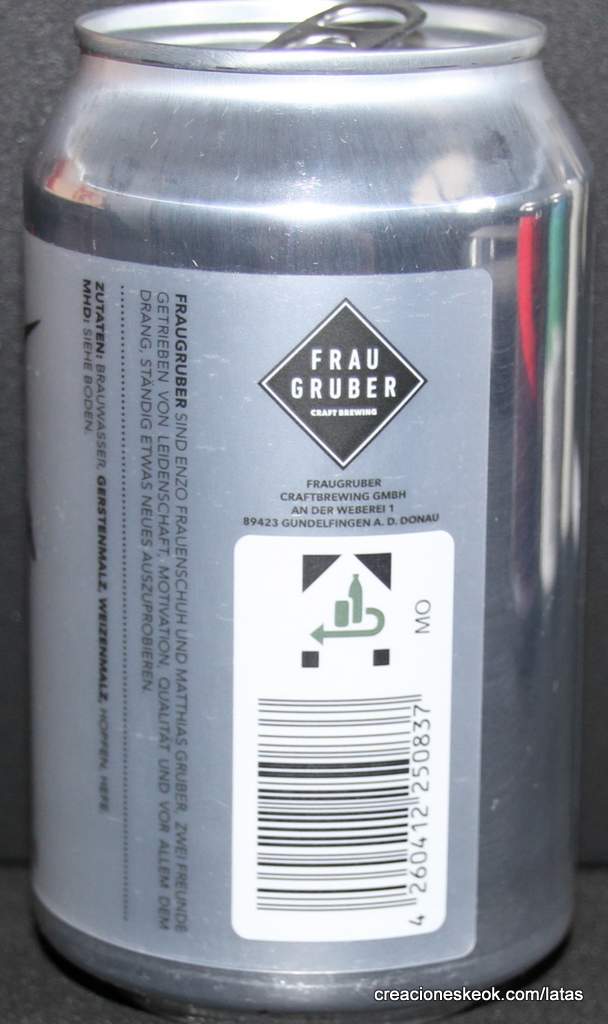 FRAU
GRUBER
CRAFT BREWING
FRAUGRUBER
CRAFTBREWING GMBH
AN DER WEBEREI 1
89423 GUNDELFINGEN A. D. DONAU
MO
4 260412 250837
FRAUGRUBER SIND ENZO FRAUENSCHUH UND MATTHIAS GRUBER. ZWEI FREUNDE
GETRIEBEN VON LEIDENSCHAFT, MOTIVATION, QUALITÄT UND VOR ALLEM DEM
DRANG, STÄNDIG ETWAS NEUES AUSZUPROBIEREN.
ZUTATEN: BRAUWASSER, GERSTENMALZ, WEIZENMALZ, HOPFEN, HEFE.
MHD: SIEHE BODEN.
creacioneskeok.com/latas